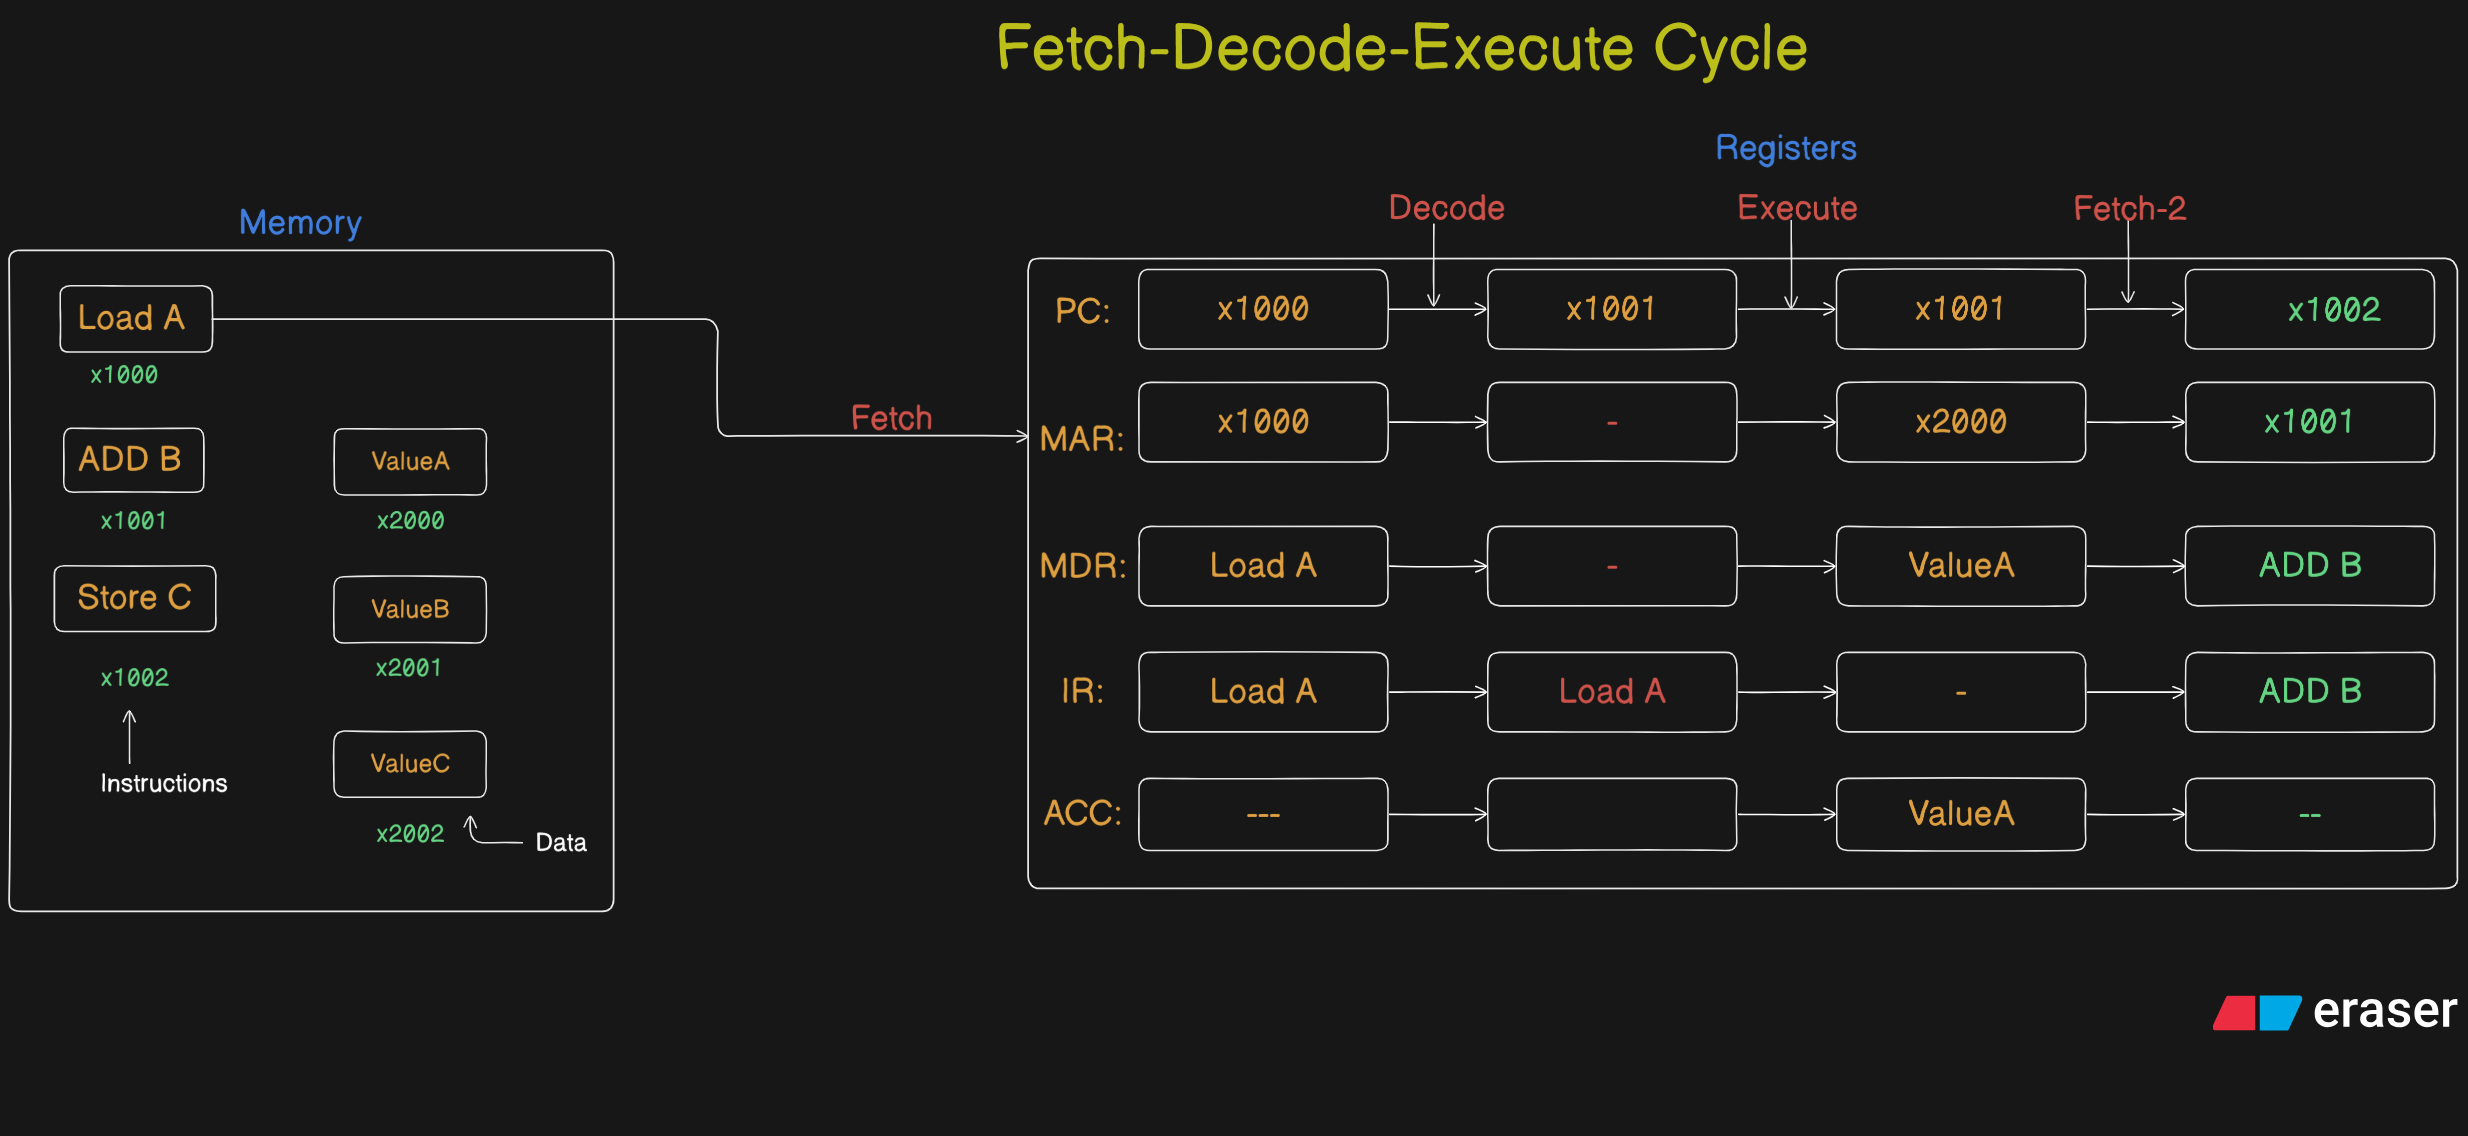 Fetch-Decode-Execute Cycle
Registers
Memory
Decode
Execute
Fetch-2
Load A
x1000
ADD B
x1001
Store C
x1002
Instructions
ValueA
x2000
ValueB
x2001
ValueC
x2002
Data
Fetch
PC: x1000 x1001 x1001 x1002
MAR: x1000 - x2000 x1001
MDR: Load A - ValueA ADD B
IR: Load A Load A - ADD B
ACC: --- ValueA --
eraser